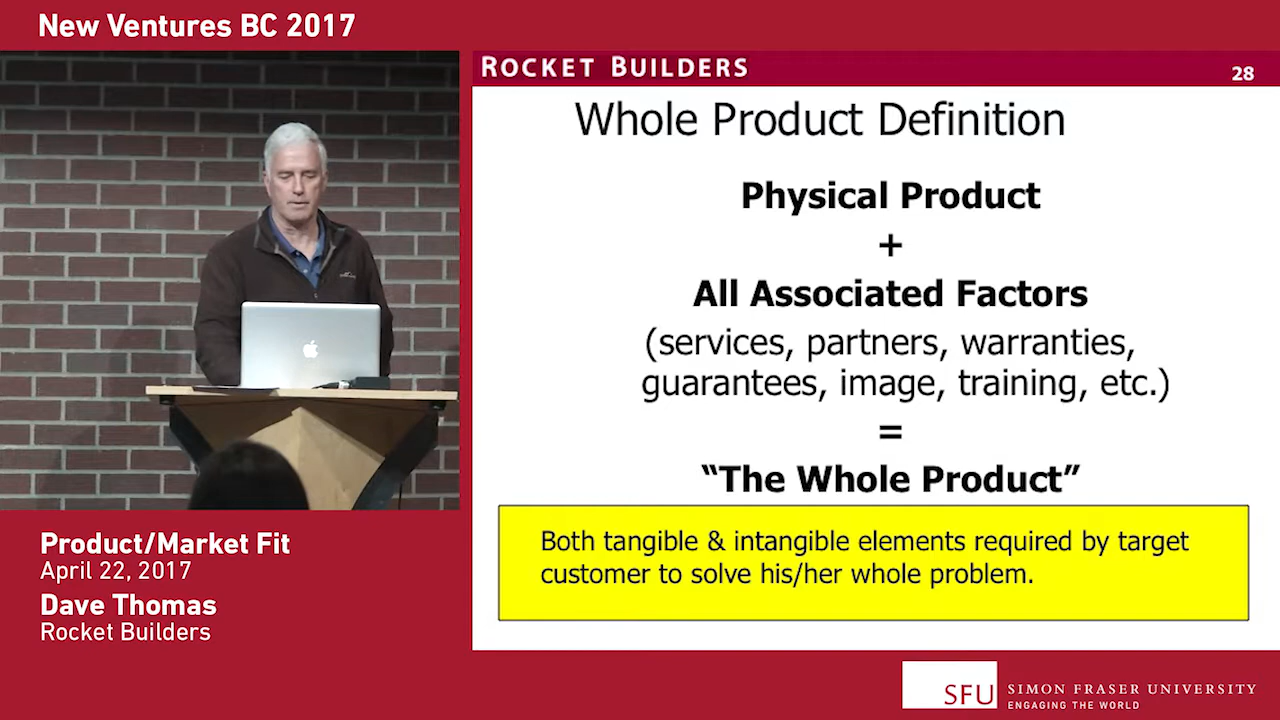 New Ventures BC 2017
ROCKET BUILDERS
28
Whole Product Definition
Physical Product
+
All Associated Factors
(services, partners, warranties,
guarantees, image, training, etc.)
=
“The Whole Product”
Both tangible & intangible elements required by target
customer to solve his/her whole problem.
Product/Market Fit
April 22, 2017
Dave Thomas
Rocket Builders
SFU
SIMON FRASER UNIVERSITY
ENGAGING THE WORLD